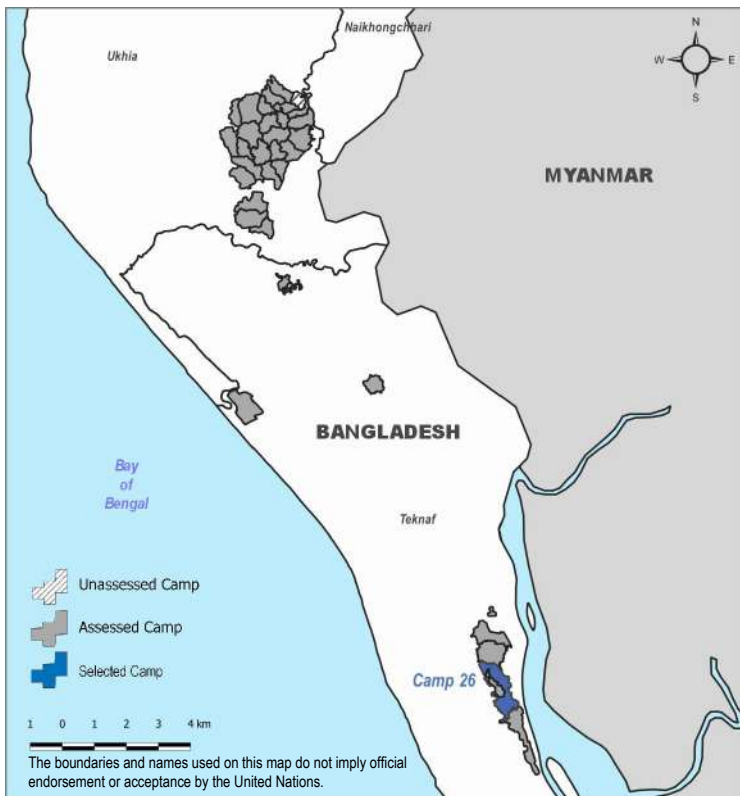 Naikhongchhari
Ukhia
N
W
E
S
MYANMAR
BANGLADESH
Bay
of
Bengal
Teknaf
Unassessed Camp
Assessed Camp
Selected Camp
Camp 26
1 0 1 2 3 4 km
The boundaries and names used on this map do not imply official
endorsement or acceptance by the United Nations.